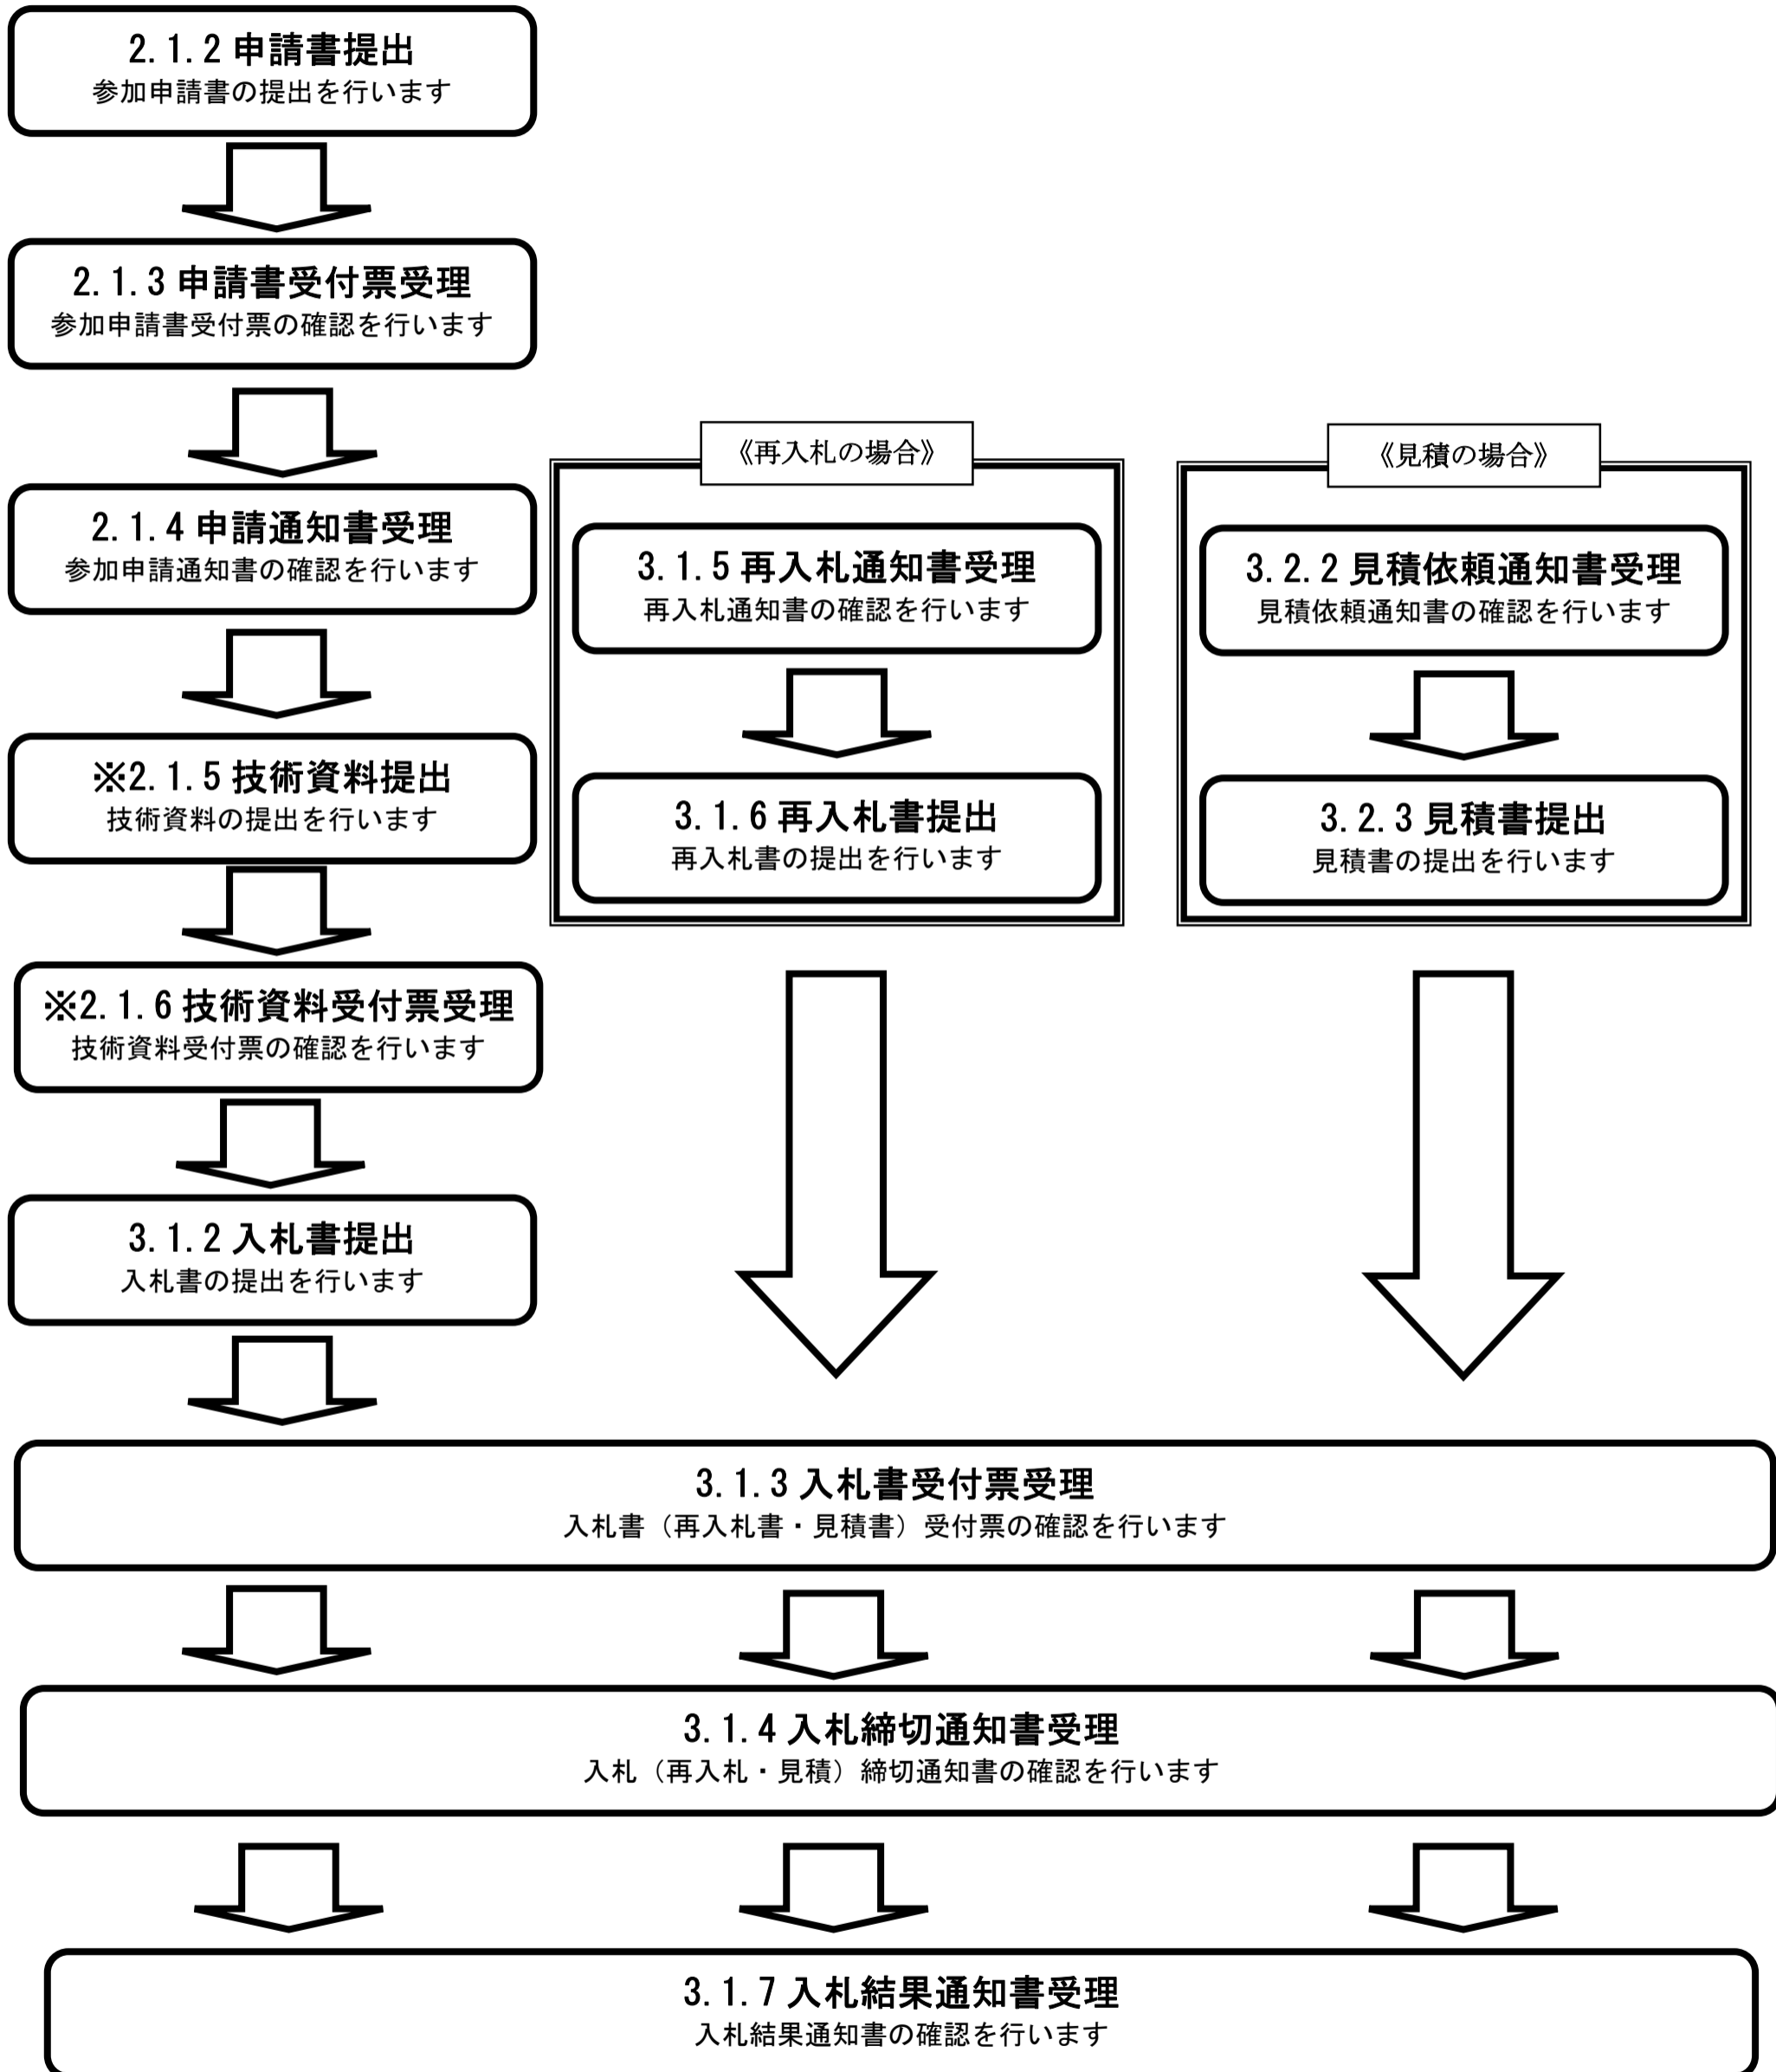 2.1.2 申請書提出
参加申請書の提出を行います
2.1.3 申請書受付票受理
参加申請書受付票の確認を行います
2.1.4 申請通知書受理
参加申請通知書の確認を行います
※2.1.5 技術資料提出
技術資料の提出を行います
※2.1.6 技術資料受付票受理
技術資料受付票の確認を行います
3.1.2 入札書提出
入札書の提出を行います
《再入札の場合》
3.1.5 再入札通知書受理
再入札通知書の確認を行います
3.1.6 再入札書提出
再入札書の提出を行います
《見積の場合》
3.2.2 見積依頼通知書受理
見積依頼通知書の確認を行います
3.2.3 見積書提出
見積書の提出を行います
3.1.3 入札書受付票受理
入札書（再入札書・見積書）受付票の確認を行います
3.1.4 入札締切通知書受理
入札（再入札・見積）締切通知書の確認を行います
3.1.7 入札結果通知書受理
入札結果通知書の確認を行います